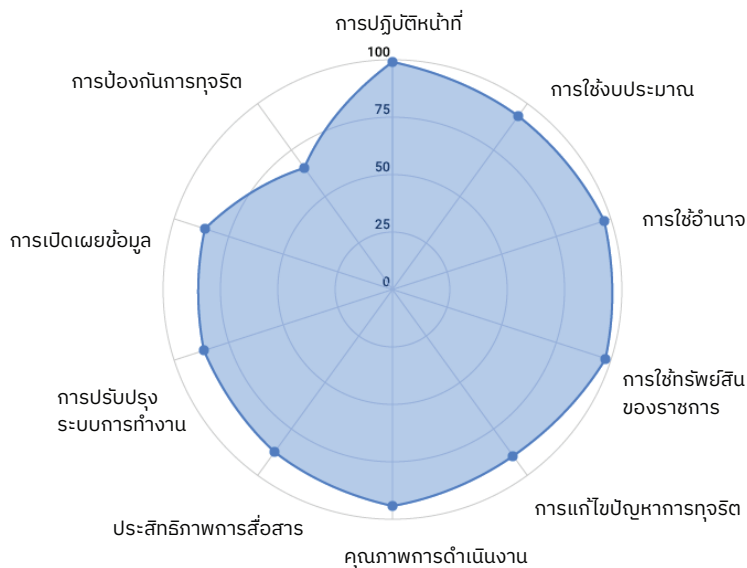 การปฏิบัติหน้าที่
100
การป้องกันการทุจริต
การใช้งบประมาณ
75
50
การใช้อำนาจ
25
การเปิดเผยข้อมูล
0
การใช้ทรัพย์สิน
ของราชการ
การปรับปรุง
ระบบการทำงาน
การแก้ไขปัญหาการทุจริต
ประสิทธิภาพการสื่อสาร
คุณภาพการดำเนินงาน